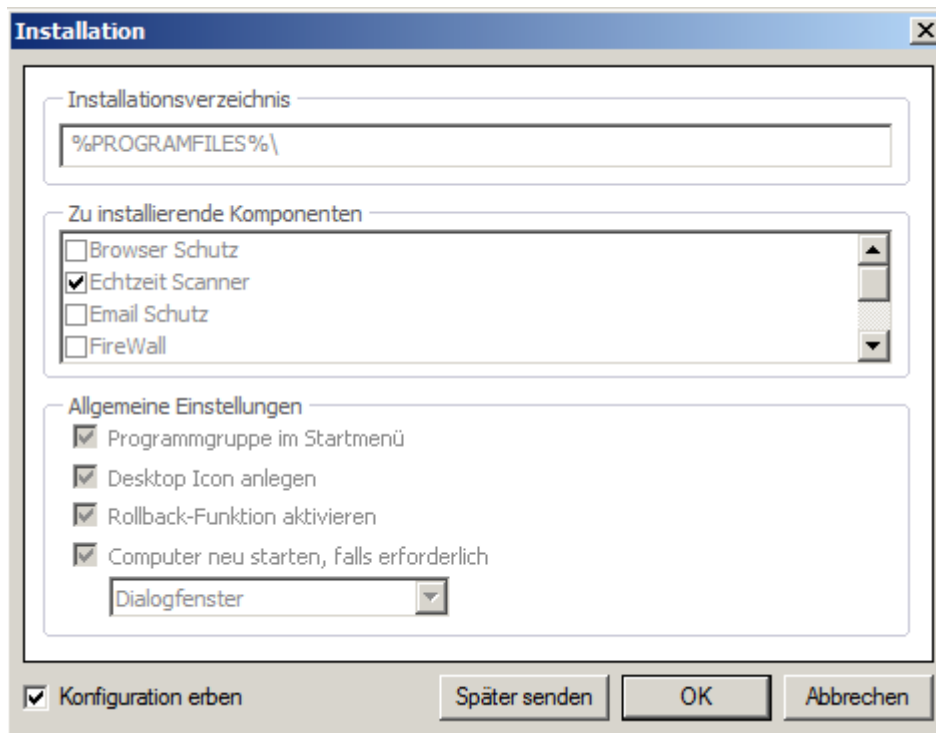 Installation
Installationsverzeichnis
%PROGRAMFILES%\
Zu installierende Komponenten
Browser Schutz
Echtzeit Scanner
Email Schutz
FireWall
Allgemeine Einstellungen
Programmgruppe im Startmenü
Desktop Icon anlegen
Rollback-Funktion aktivieren
Computer neu starten, falls erforderlich
Dialogfenster
Konfiguration erben Später senden OK Abbrechen